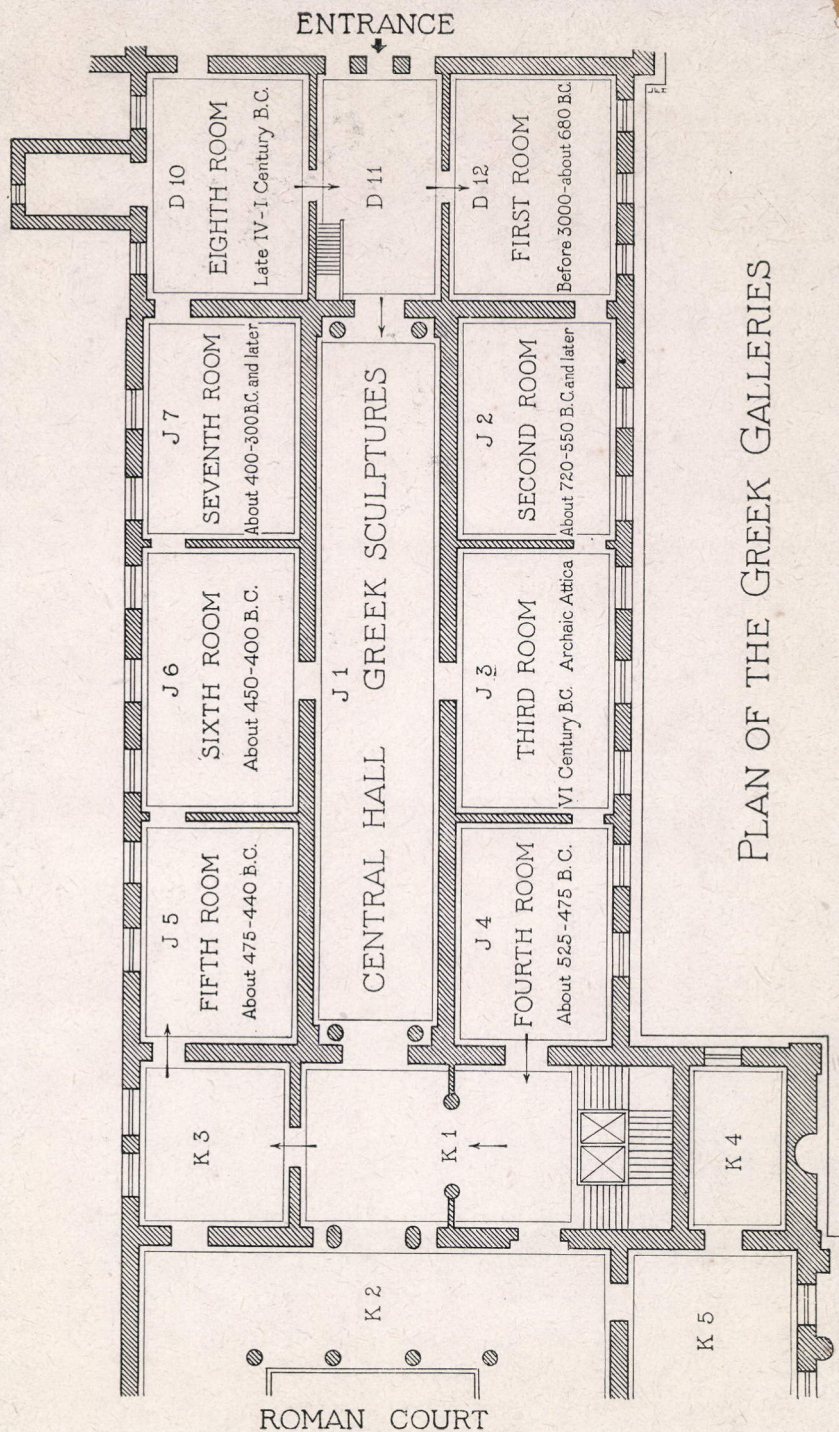 ENTRANCE
D 10
EIGHTH ROOM
Late IV-I Century B.C.
D 11
D 12
FIRST ROOM
Before 3000-about 680 B.C.
J 7
SEVENTH ROOM
About 400-300 B.C. and later
J 2
SECOND ROOM
About 720-550 B.C. and later
J 6
SIXTH ROOM
About 450-400 B.C.
J 1
CENTRAL HALL GREEK SCULPTURES
J 3
THIRD ROOM
VI Century B.C. Archaic Attica
J 5
FIFTH ROOM
About 475-440 B.C.
J 4
FOURTH ROOM
About 525-475 B.C.
K 3
K 1
K 4
K 2
K 5
ROMAN COURT
PLAN OF THE GREEK GALLERIES